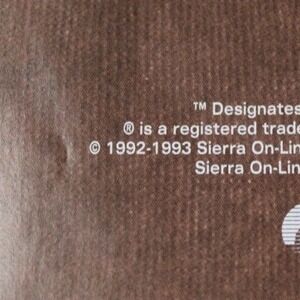 ™ Designates
® is a registered trade
© 1992-1993 Sierra On-Lin
Sierra On-Lin